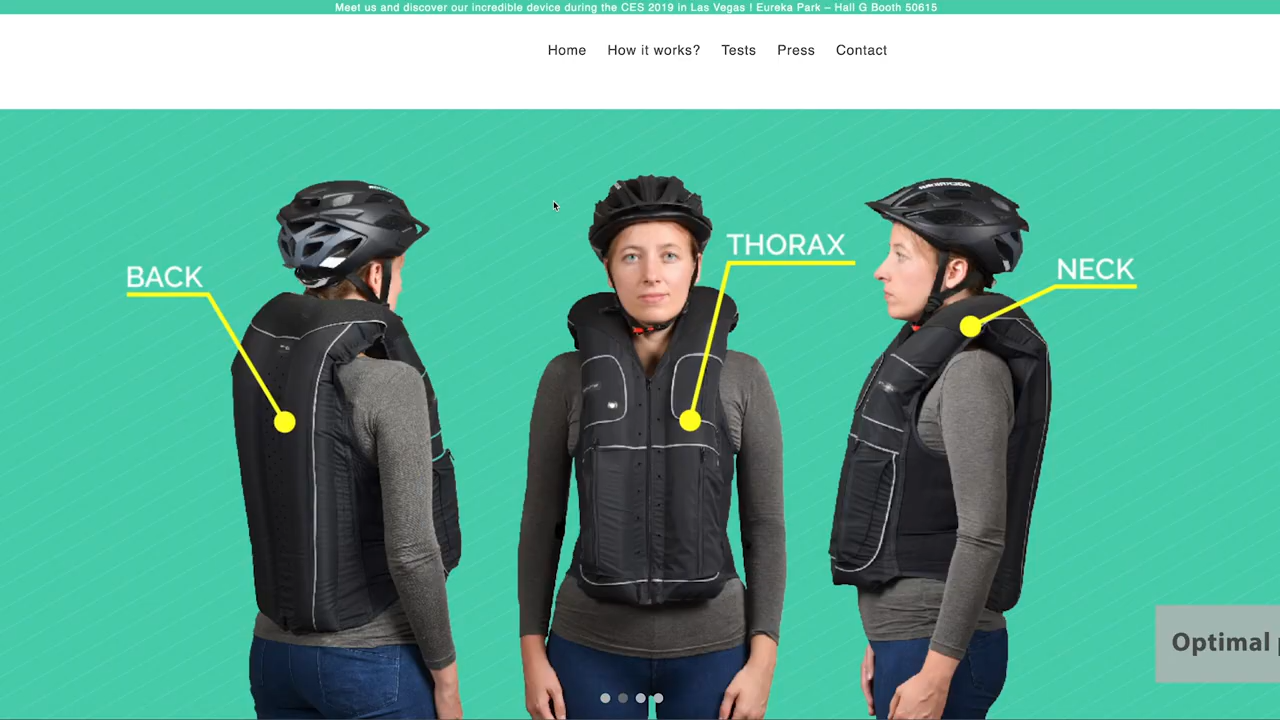 Meet us and discover our incredible device during the CES 2019 in Las Vegas ! Eureka Park – Hall G Booth 50615
Home How it works? Tests Press Contact
THORAX
BACK
NECK
Optimal